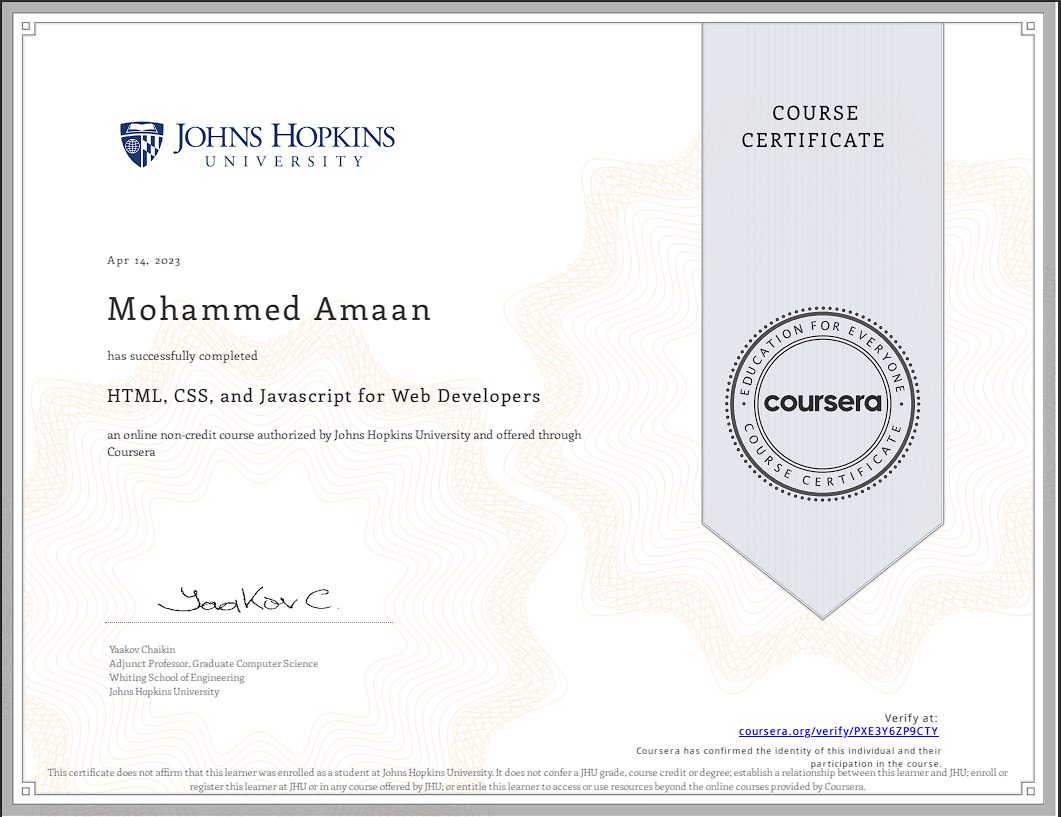 JOHNS HOPKINS
UNIVERSITY
COURSE
CERTIFICATE
Apr 14, 2023
Mohammed Amaan
has successfully completed
HTML, CSS, and Javascript for Web Developers
an online non-credit course authorized by Johns Hopkins University and offered through
Coursera
EDUCATION FOR EVERYONE
coursera
COURSE CERTIFICATE
Yaakov C.
Yaakov Chaikin
Adjunct Professor, Graduate Computer Science
Whiting School of Engineering
Johns Hopkins University
Verify at:
coursera.org/verify/PXE3Y6ZP9CTY
Coursera has confirmed the identity of this individual and their
participation in the course.
This certificate does not affirm that this learner was enrolled as a student at Johns Hopkins University. It does not confer a JHU grade, course credit or degree; establish a relationship between this learner and JHU; enroll or
register this learner at JHU or in any course offered by JHU; or entitle this learner to access or use resources beyond the online courses provided by Coursera.